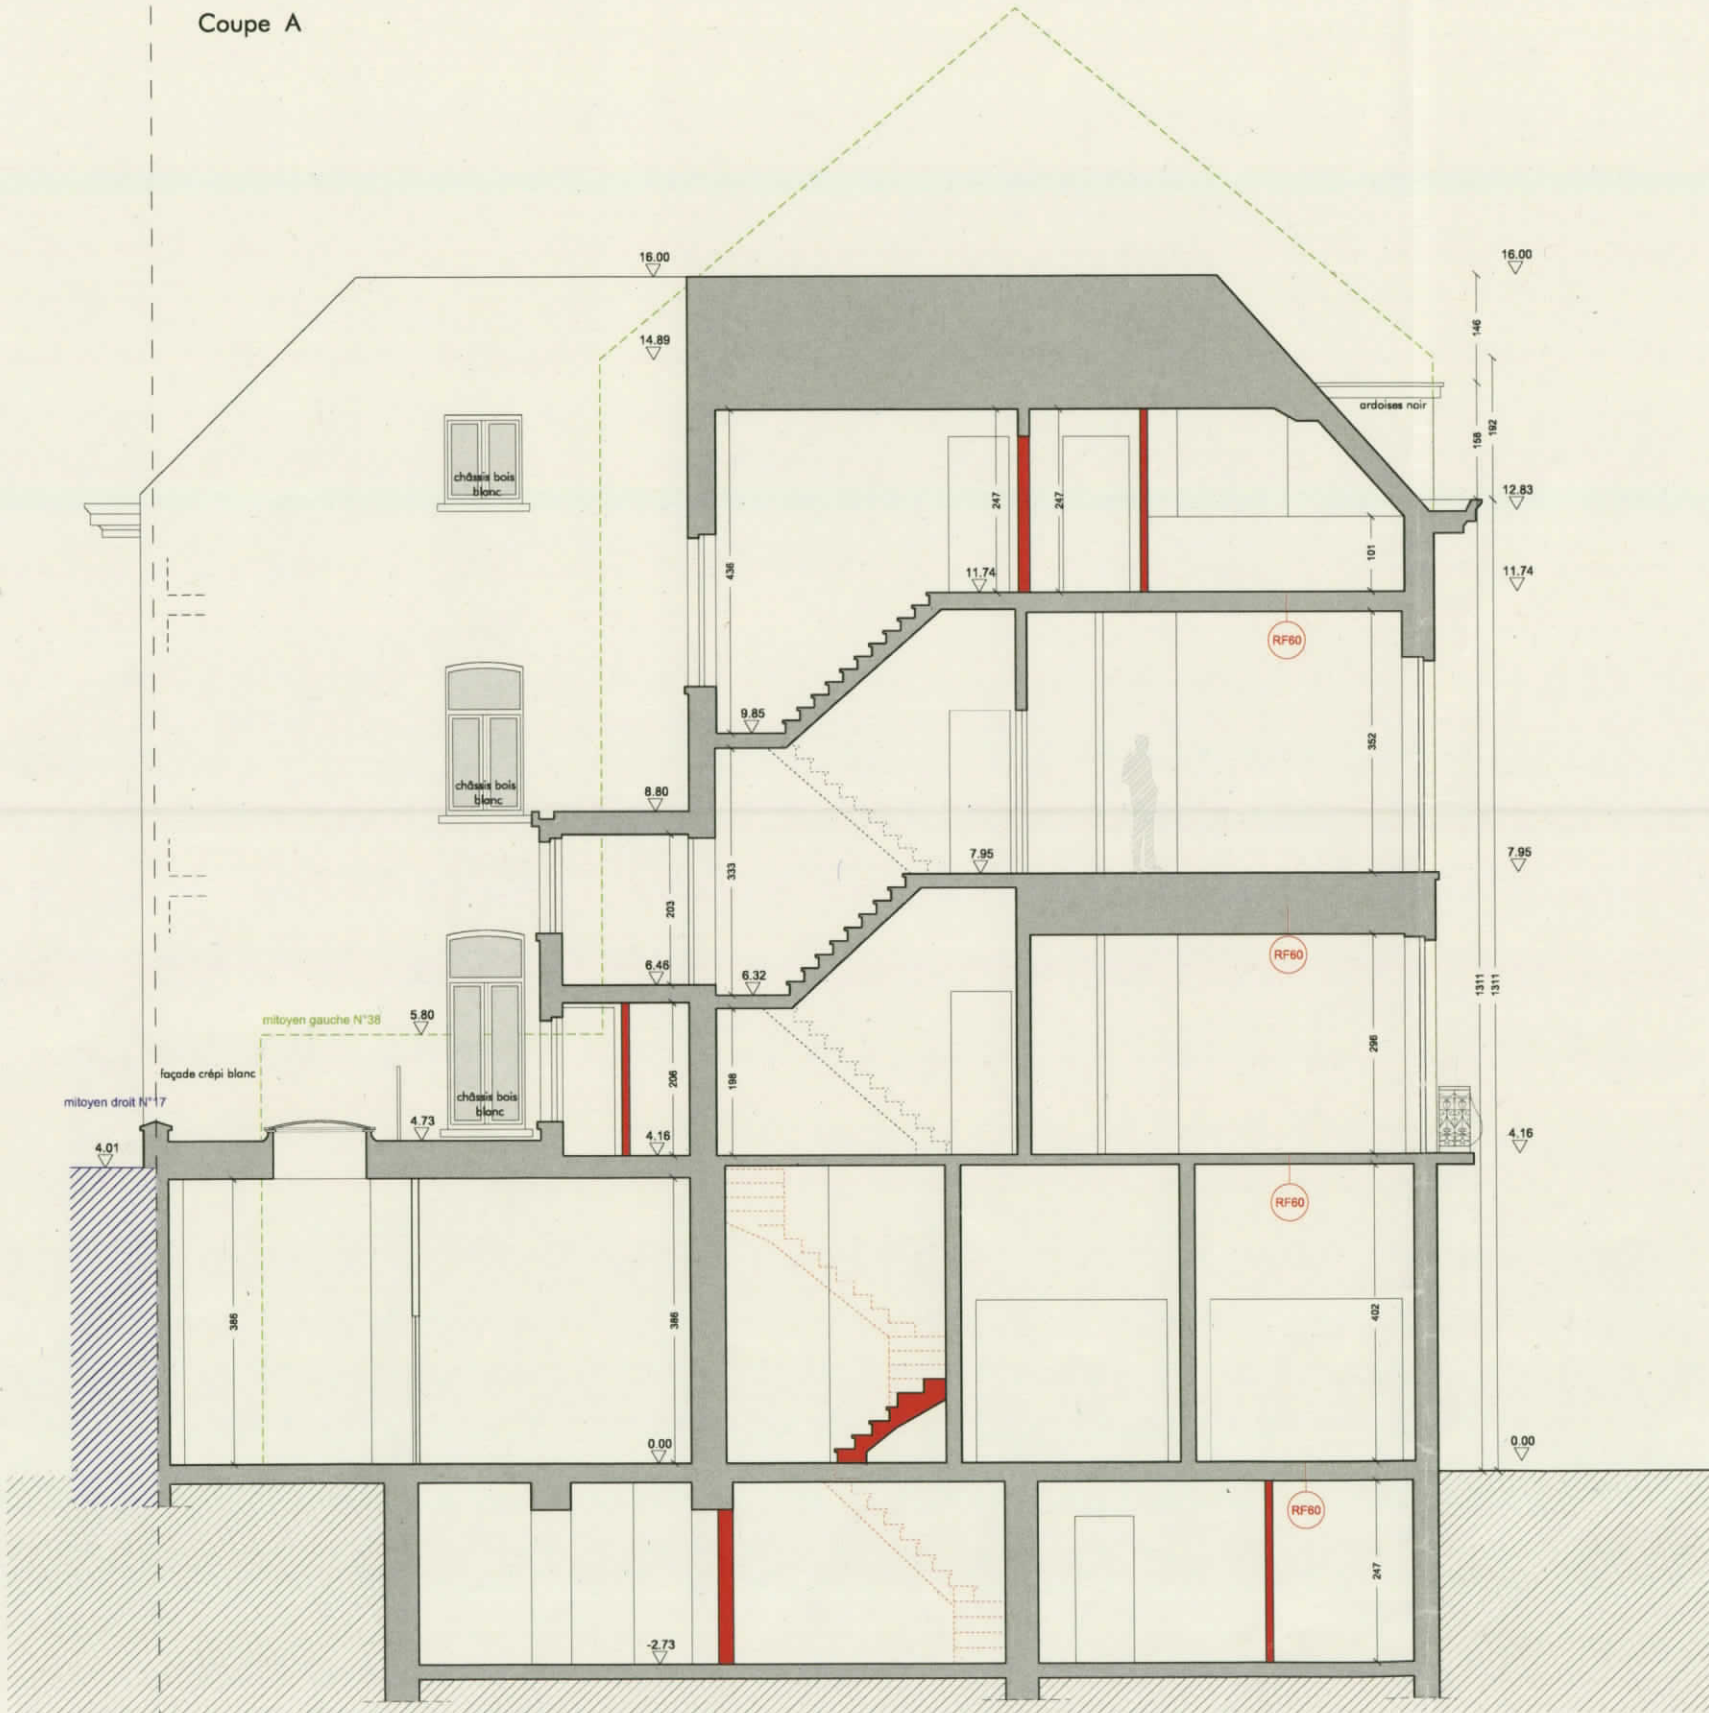 Coupe A
16.00
16.00
14.89
146
ardoises noir
158
192
châssis bois
blanc
247
247
12.83
436
101
11.74
11.74
RF60
9.85
352
châssis bois
blanc
8.80
7.95
7.95
333
203
RF60
6.46
6.32
1311
1311
mitoyen gauche N°38
5.80
298
façade crépi blanc
206
198
châssis bois
blanc
mitoyen droit N°17
4.73
4.16
4.16
4.01
RF60
386
386
402
0.00
0.00
RF60
247
-2.73